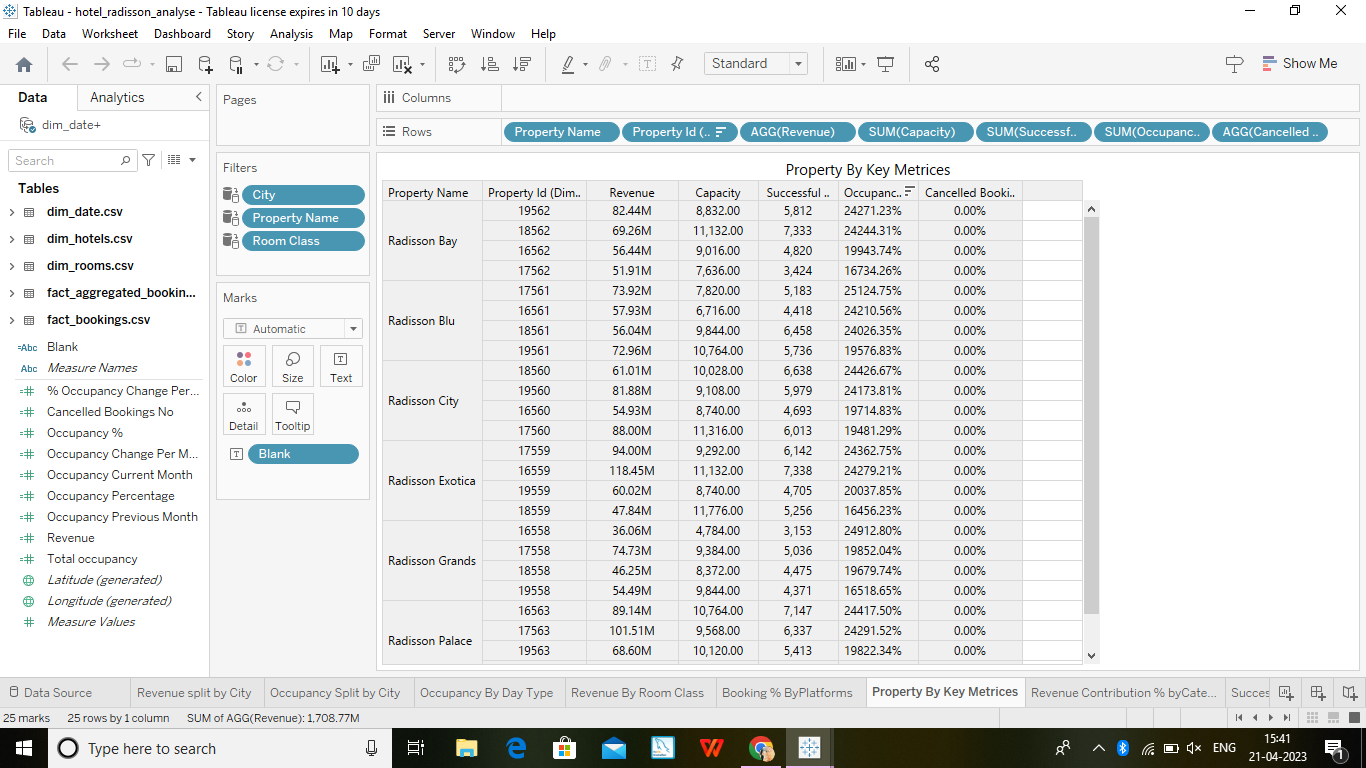 Tableau - hotel_radisson_analyse - Tableau license expires in 10 days
File Data Worksheet Dashboard Story Analysis Map Format Server Window Help
Standard
Show Me
Data Analytics
dim_date+
Search
Tables
dim_date.csv
dim_hotels.csv
dim_rooms.csv
fact_aggregated_bookin...
fact_bookings.csv
=Abc Blank
Abc Measure Names
% Occupancy Change Per...
Cancelled Bookings No
Occupancy %
Occupancy Change Per M...
Occupancy Current Month
Occupancy Percentage
Occupancy Previous Month
Revenue
Total occupancy
Latitude (generated)
Longitude (generated)
Measure Values
Pages
Filters
City
Property Name
Room Class
Marks
Automatic
Color Size Text
Detail Tooltip
Blank
Columns
Rows Property Name Property Id (.. AGG(Revenue) SUM(Capacity) SUM(Successf.. SUM(Occupanc.. AGG(Cancelled ..
Property By Key Metrices
Property Name Property Id (Dim.. Revenue Capacity Successful .. Occupanc.. Cancelled Booki..
Radisson Bay
19562 82.44M 8,832.00 5,812 24271.23% 0.00%
18562 69.26M 11,132.00 7,333 24244.31% 0.00%
16562 56.44M 9,016.00 4,820 19943.74% 0.00%
17562 51.91M 7,636.00 3,424 16734.26% 0.00%
Radisson Blu
17561 73.92M 7,820.00 5,183 25124.75% 0.00%
16561 57.93M 6,716.00 4,418 24210.56% 0.00%
18561 56.04M 9,844.00 6,458 24026.35% 0.00%
19561 72.96M 10,764.00 5,736 19576.83% 0.00%
Radisson City
18560 61.01M 10,028.00 6,638 24426.67% 0.00%
19560 81.88M 9,108.00 5,979 24173.81% 0.00%
16560 54.93M 8,740.00 4,693 19714.83% 0.00%
17560 88.00M 11,316.00 6,013 19481.29% 0.00%
Radisson Exotica
17559 94.00M 9,292.00 6,142 24362.75% 0.00%
16559 118.45M 11,132.00 7,338 24279.21% 0.00%
19559 60.02M 8,740.00 4,705 20037.85% 0.00%
18559 47.84M 11,776.00 5,256 16456.23% 0.00%
Radisson Grands
16558 36.06M 4,784.00 3,153 24912.80% 0.00%
17558 74.73M 9,384.00 5,036 19852.04% 0.00%
18558 46.25M 8,372.00 4,475 19679.74% 0.00%
19558 54.49M 9,844.00 4,371 16518.65% 0.00%
Radisson Palace
16563 89.14M 10,764.00 7,147 24417.50% 0.00%
17563 101.51M 9,568.00 6,337 24291.52% 0.00%
19563 68.60M 10,120.00 5,413 19822.34% 0.00%
Data Source Revenue split by City Occupancy Split by City Occupancy By Day Type Revenue By Room Class Booking % ByPlatforms Property By Key Metrices Revenue Contribution % byCate... Succes
25 marks 25 rows by 1 column SUM of AGG(Revenue): 1,708.77M
Type here to search
ENG
15:41
21-04-2023
1